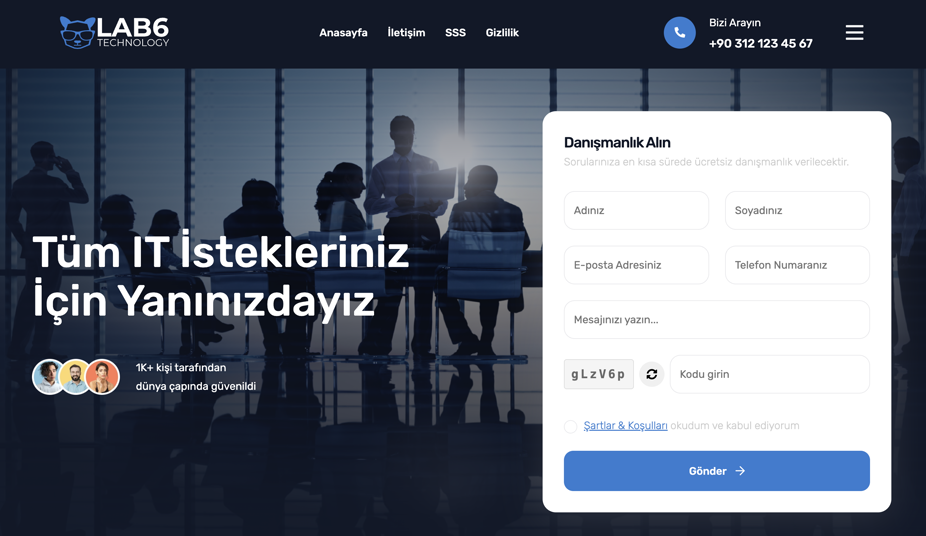 LAB6
TECHNOLOGY
Anasayfa
İletişim
SSS
Gizlilik
Bizi Arayın
+90 312 123 45 67
Tüm IT İstekleriniz
İçin Yanınızdayız
1K+ kişi tarafından
dünya çapında güvenildi
Danışmanlık Alın
Sorularınıza en kısa sürede ücretsiz danışmanlık verilecektir.
Adınız
Soyadınız
E-posta Adresiniz
Telefon Numaranız
Mesajınızı yazın...
gLzV6p
Kodu girin
Şartlar & Koşulları okudum ve kabul ediyorum
Gönder